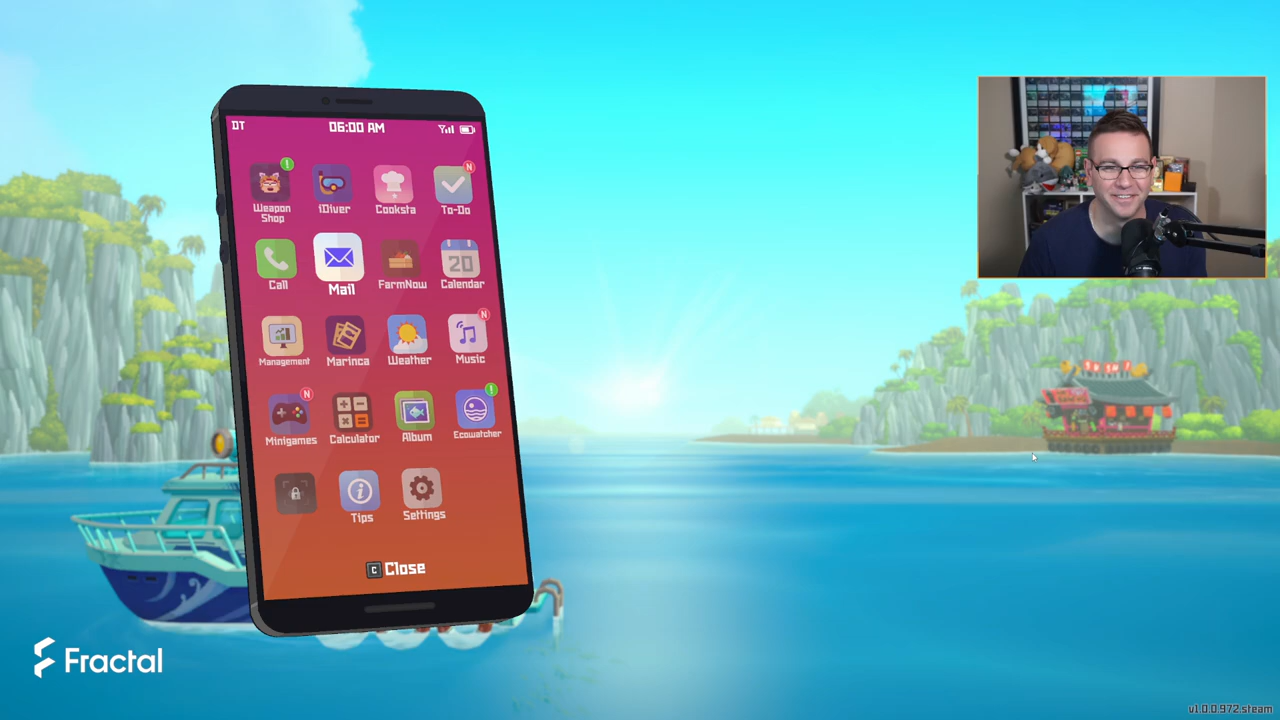 DT
06:00 AM
!
N
Weapon Shop
iDiver
Cooksta
To-Do
20
Call
Mail
FarmNow
Calendar
N
Management
Marinca
Weather
Music
N
!
Minigames
Calculator
Album
Ecowatcher
Tips
Settings
C Close
Fractal
v1.0.0.972.steam